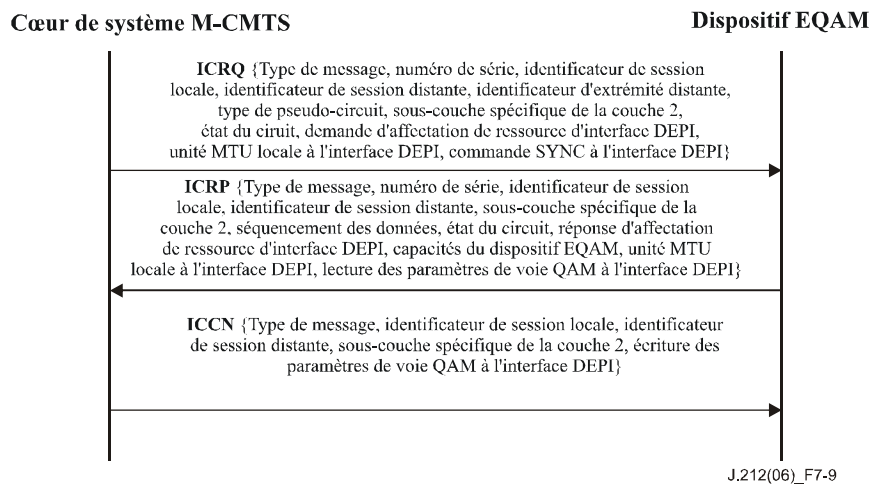 Cœur de système M-CMTS
Dispositif EQAM
ICRQ {Type de message, numéro de série, identificateur de session
locale, identificateur de session distante, identificateur d'extrémité distante,
type de pseudo-circuit, sous-couche spécifique de la couche 2,
état du ciruit, demande d'affectation de ressource d'interface DEPI,
unité MTU locale à l'interface DEPI, commande SYNC à l'interface DEPI}
ICRP {Type de message, numéro de série, identificateur de session
locale, identificateur de session distante, sous-couche spécifique de la
couche 2, séquencement des données, état du circuit, réponse d'affectation
de ressource d'interface DEPI, capacités du dispositif EQAM, unité MTU
locale à l'interface DEPI, lecture des paramètres de voie QAM à l'interface DEPI}
ICCN {Type de message, identificateur de session locale, identificateur
de session distante, sous-couche spécifique de la couche 2, écriture des
paramètres de voie QAM à l'interface DEPI}
J.212(06)_F7-9